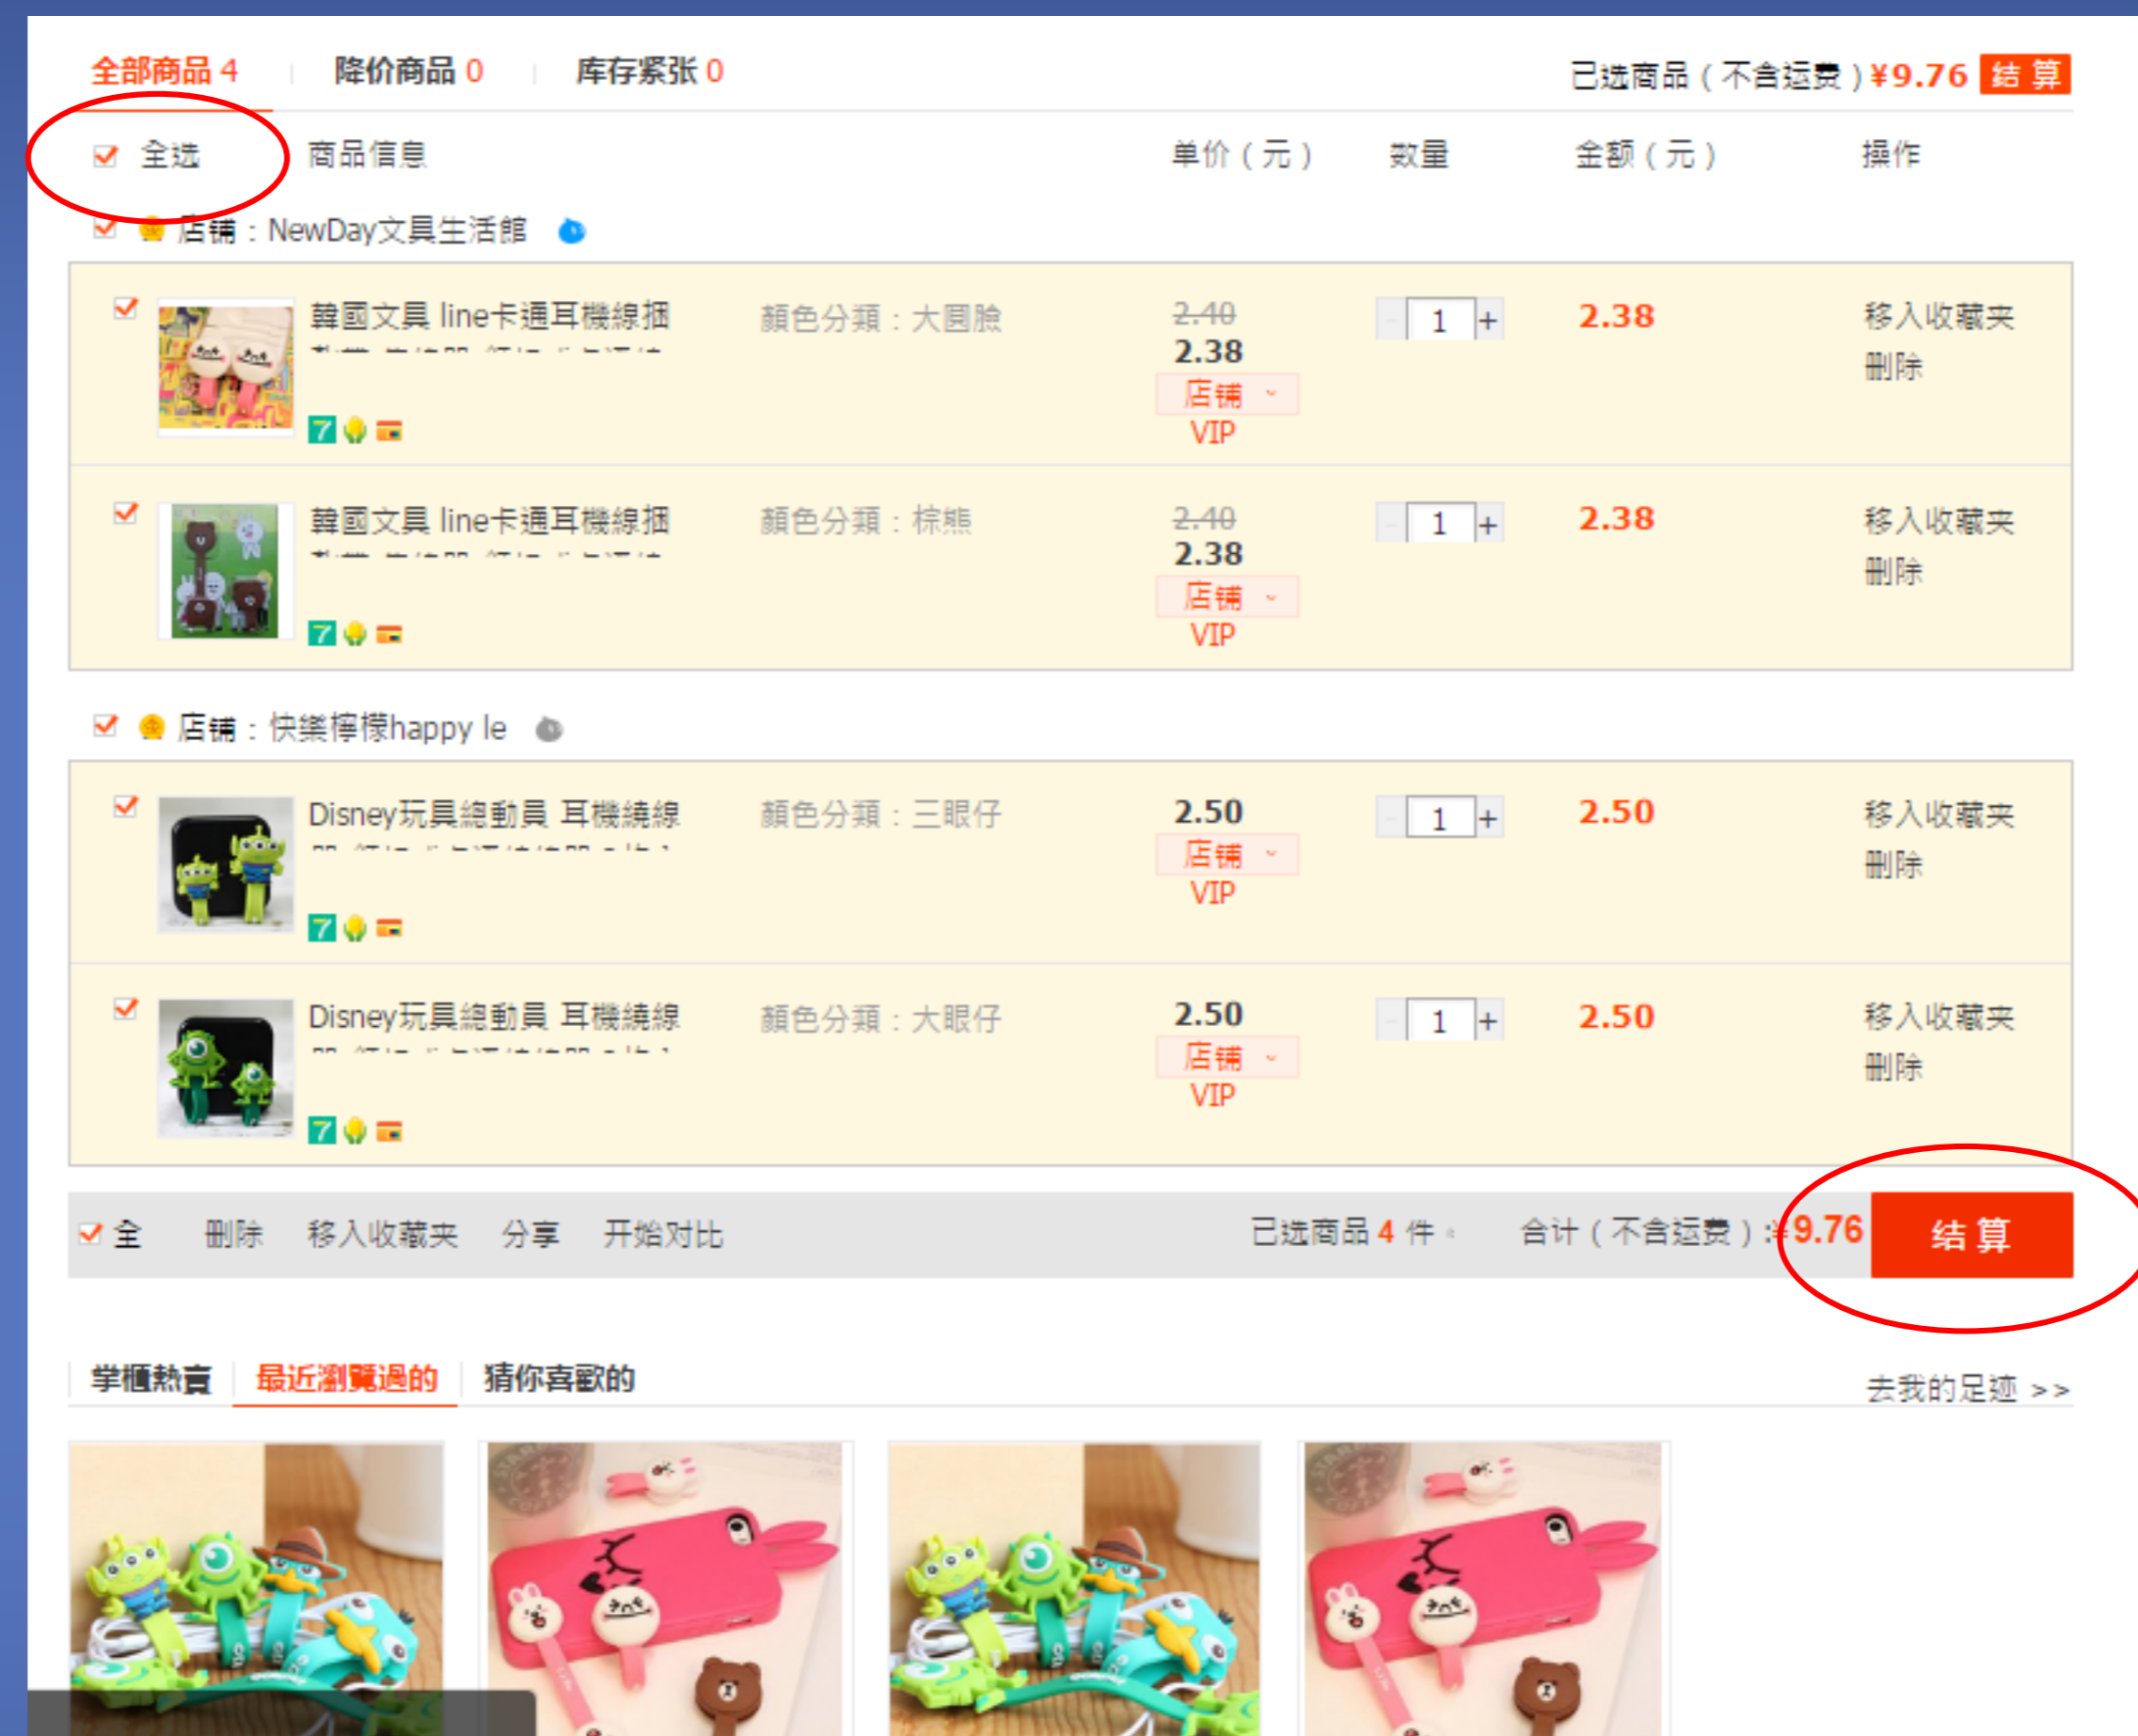 全部商品 4 降价商品 0 库存紧张 0 已选商品（不含运费）¥9.76 结 算
全选 商品信息 单价（元） 数量 金额（元） 操作
店铺：NewDay文具生活館
韓國文具 line卡通耳機線捆 顏色分類：大圓臉 2.40 1 + 2.38 移入收藏夹
2.38 删除
店铺
VIP
7
韓國文具 line卡通耳機線捆 顏色分類：棕熊 2.40 1 + 2.38 移入收藏夹
2.38 删除
店铺
VIP
7
店铺：快樂檸檬happy le
Disney玩具總動員 耳機繞線 顏色分類：三眼仔 2.50 1 + 2.50 移入收藏夹
店铺 删除
VIP
7
Disney玩具總動員 耳機繞線 顏色分類：大眼仔 2.50 1 + 2.50 移入收藏夹
店铺 删除
VIP
7
全 删除 移入收藏夹 分享 开始对比 已选商品 4 件 合计（不含运费）:¥9.76 结 算
掌櫃熱賣 最近瀏覽過的 猜你喜歡的 去我的足迹 >>